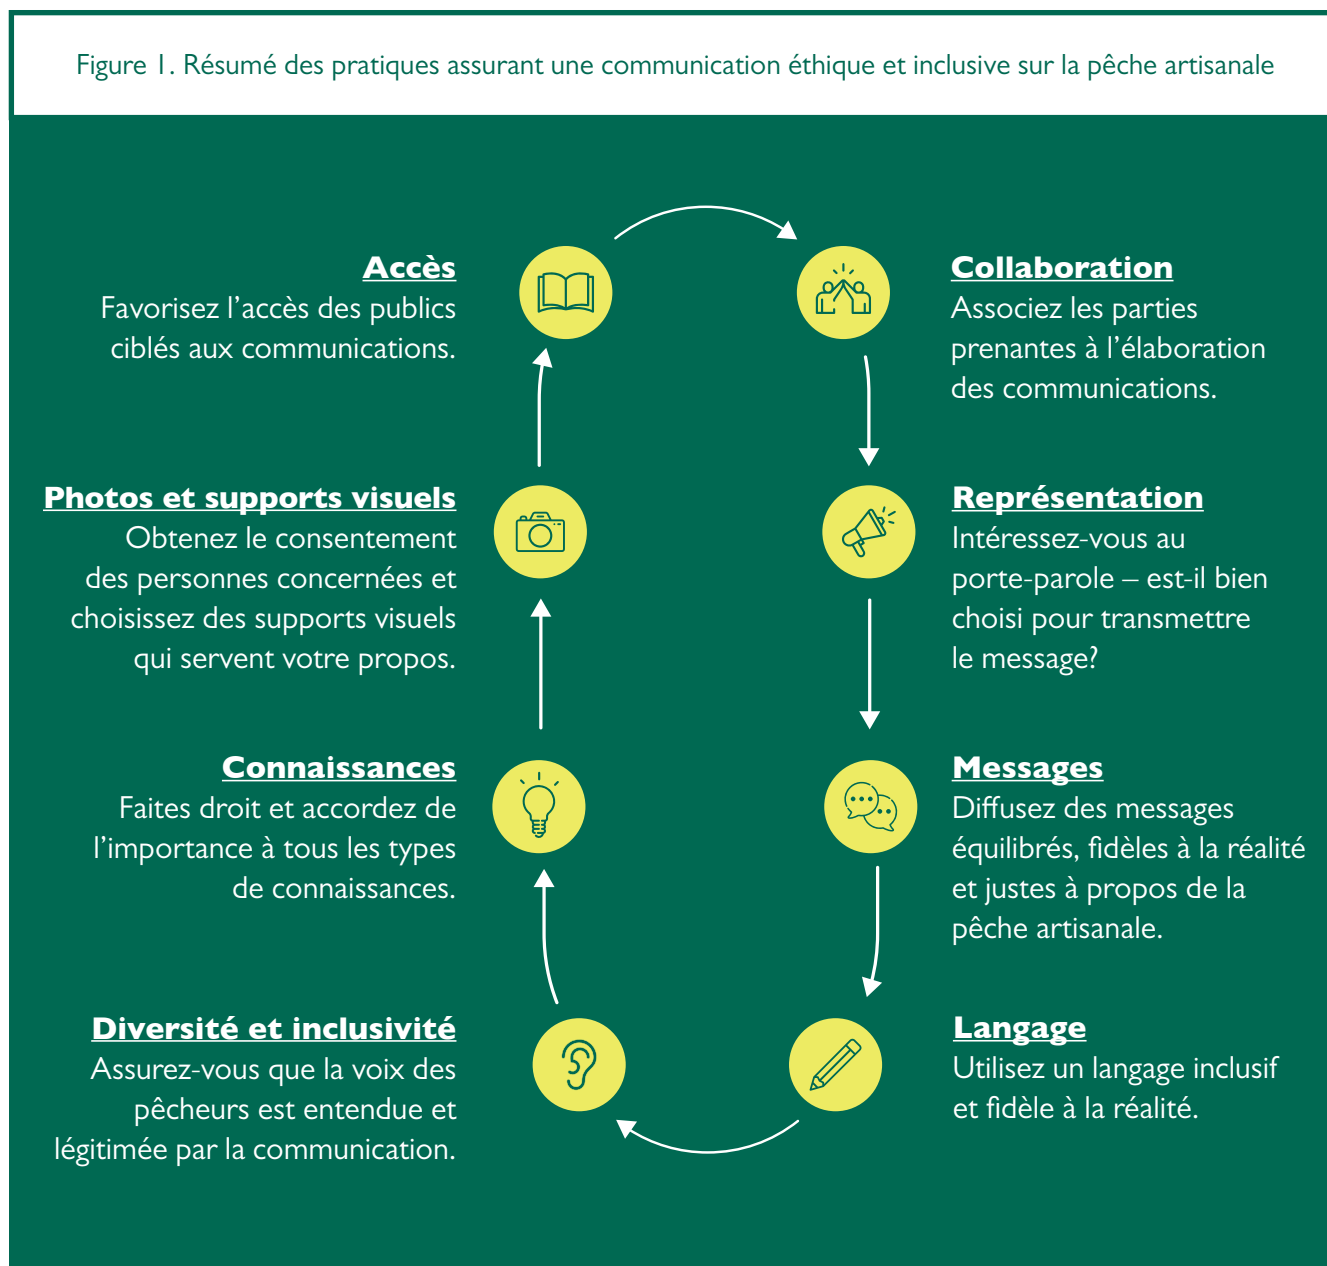 Figure 1. Résumé des pratiques assurant une communication éthique et inclusive sur la pêche artisanale
Accès
Favorisez l’accès des publics
ciblés aux communications.
Collaboration
Associez les parties
prenantes à l’élaboration
des communications.
Photos et supports visuels
Obtenez le consentement
des personnes concernées et
choisissez des supports visuels
qui servent votre propos.
Représentation
Intéressez-vous au
porte-parole – est-il bien
choisi pour transmettre
le message?
Connaissances
Faites droit et accordez de
l’importance à tous les types
de connaissances.
Messages
Diffusez des messages
équilibrés, fidèles à la réalité
et justes à propos de la
pêche artisanale.
Diversité et inclusivité
Assurez-vous que la voix des
pêcheurs est entendue et
légitimée par la communication.
Langage
Utilisez un langage inclusif
et fidèle à la réalité.